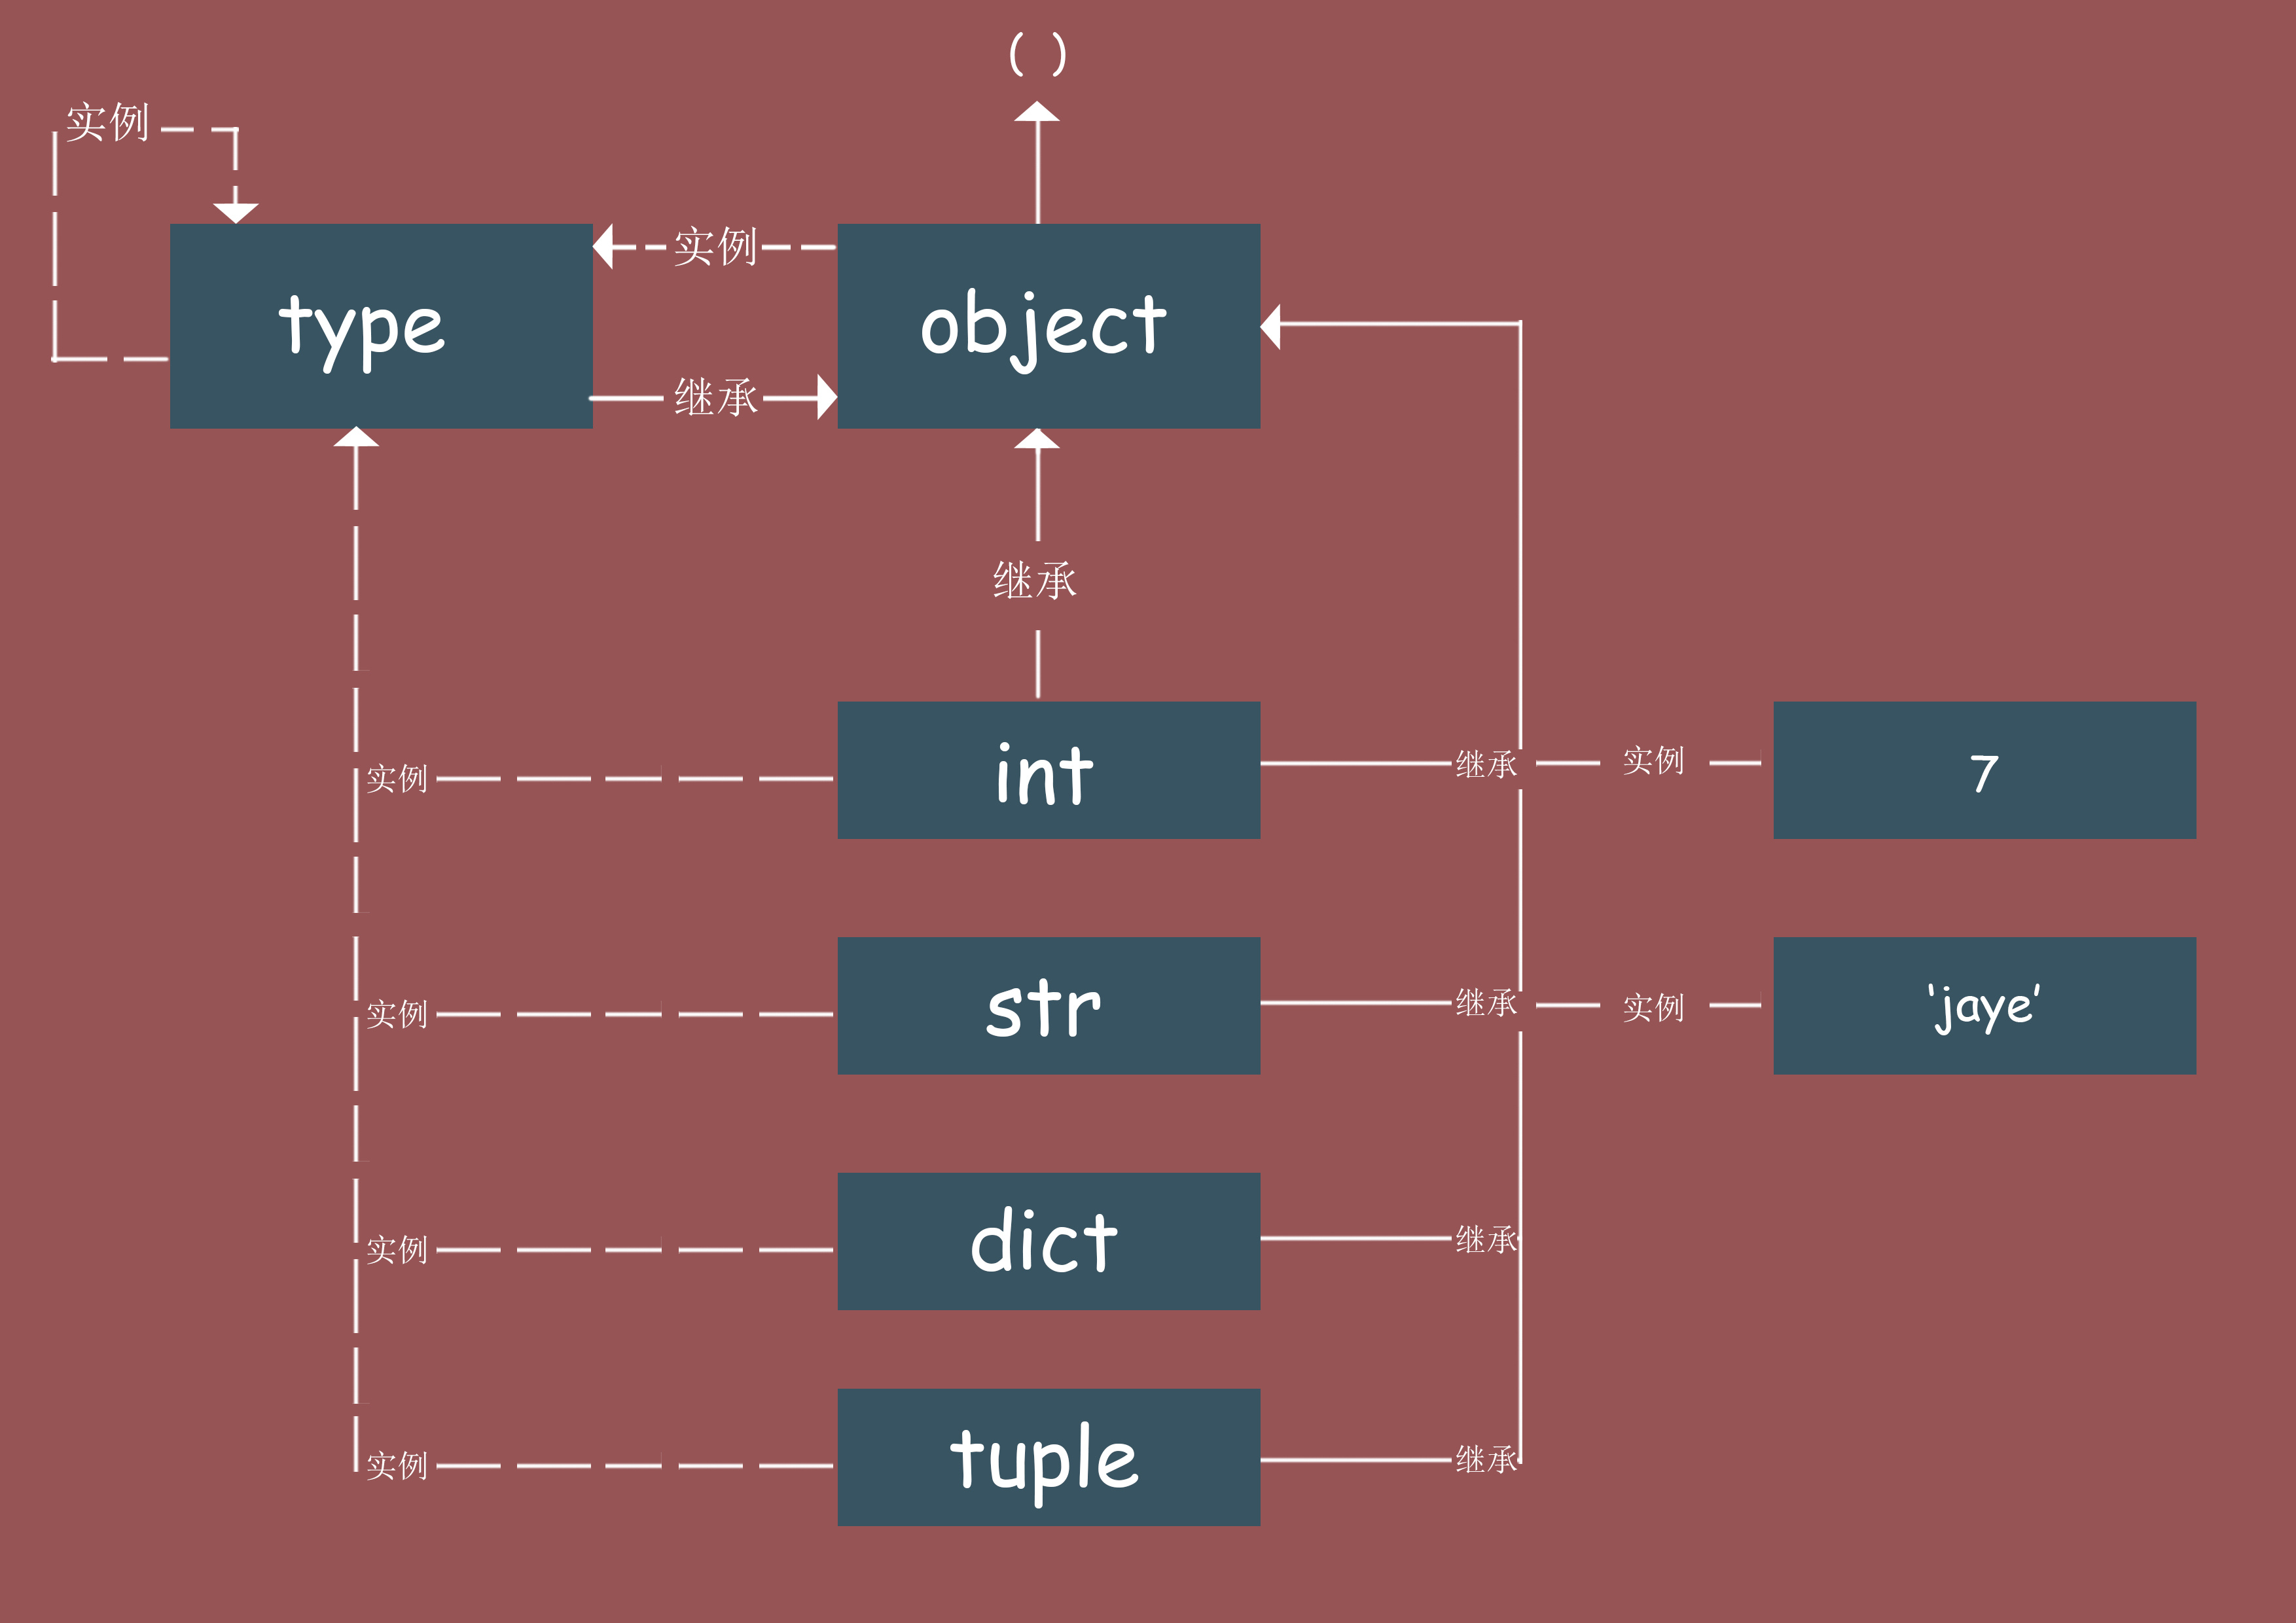 ( )
实例
实例
type
object
继承
继承
int
实例
继承
实例
7
str
实例
继承
实例
'jaye'
dict
实例
继承
tuple
实例
继承